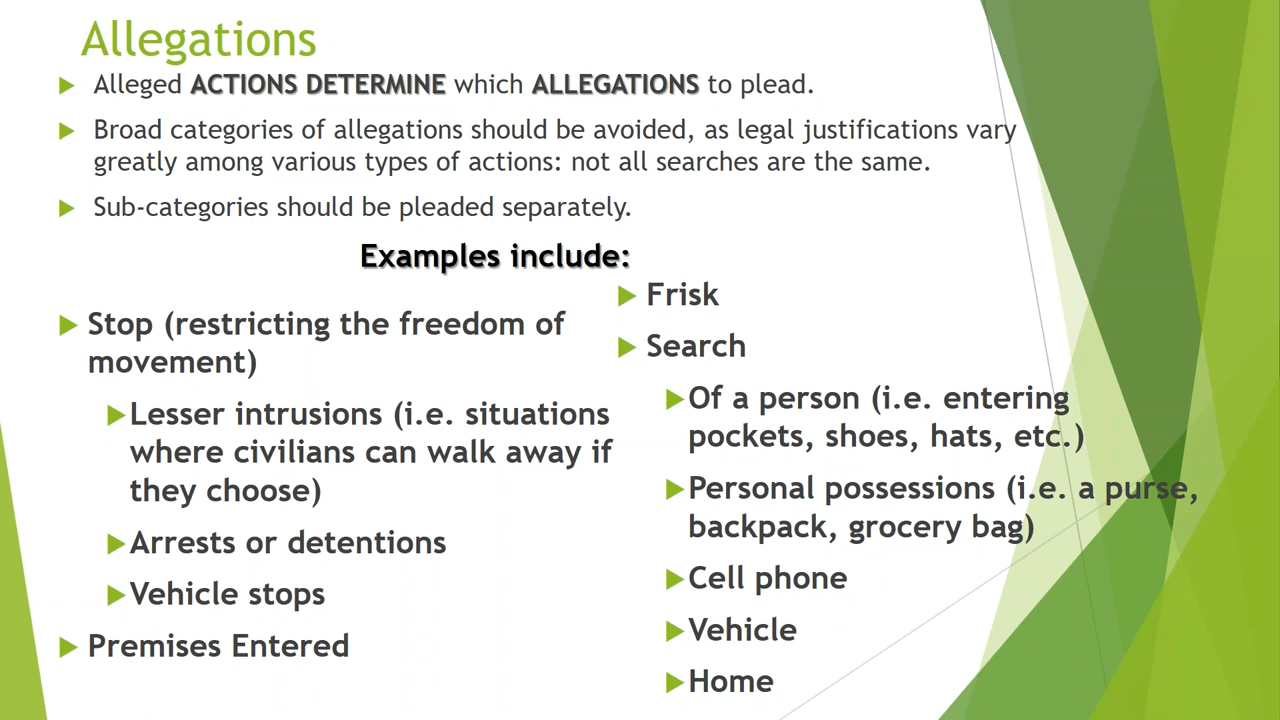 Allegations
Alleged ACTIONS DETERMINE which ALLEGATIONS to plead.
Broad categories of allegations should be avoided, as legal justifications vary
greatly among various types of actions: not all searches are the same.
Sub-categories should be pleaded separately.
Examples include:
Stop (restricting the freedom of
movement)
Lesser intrusions (i.e. situations
where civilians can walk away if
they choose)
Arrests or detentions
Vehicle stops
Premises Entered
Frisk
Search
Of a person (i.e. entering
pockets, shoes, hats, etc.)
Personal possessions (i.e. a purse,
backpack, grocery bag)
Cell phone
Vehicle
Home